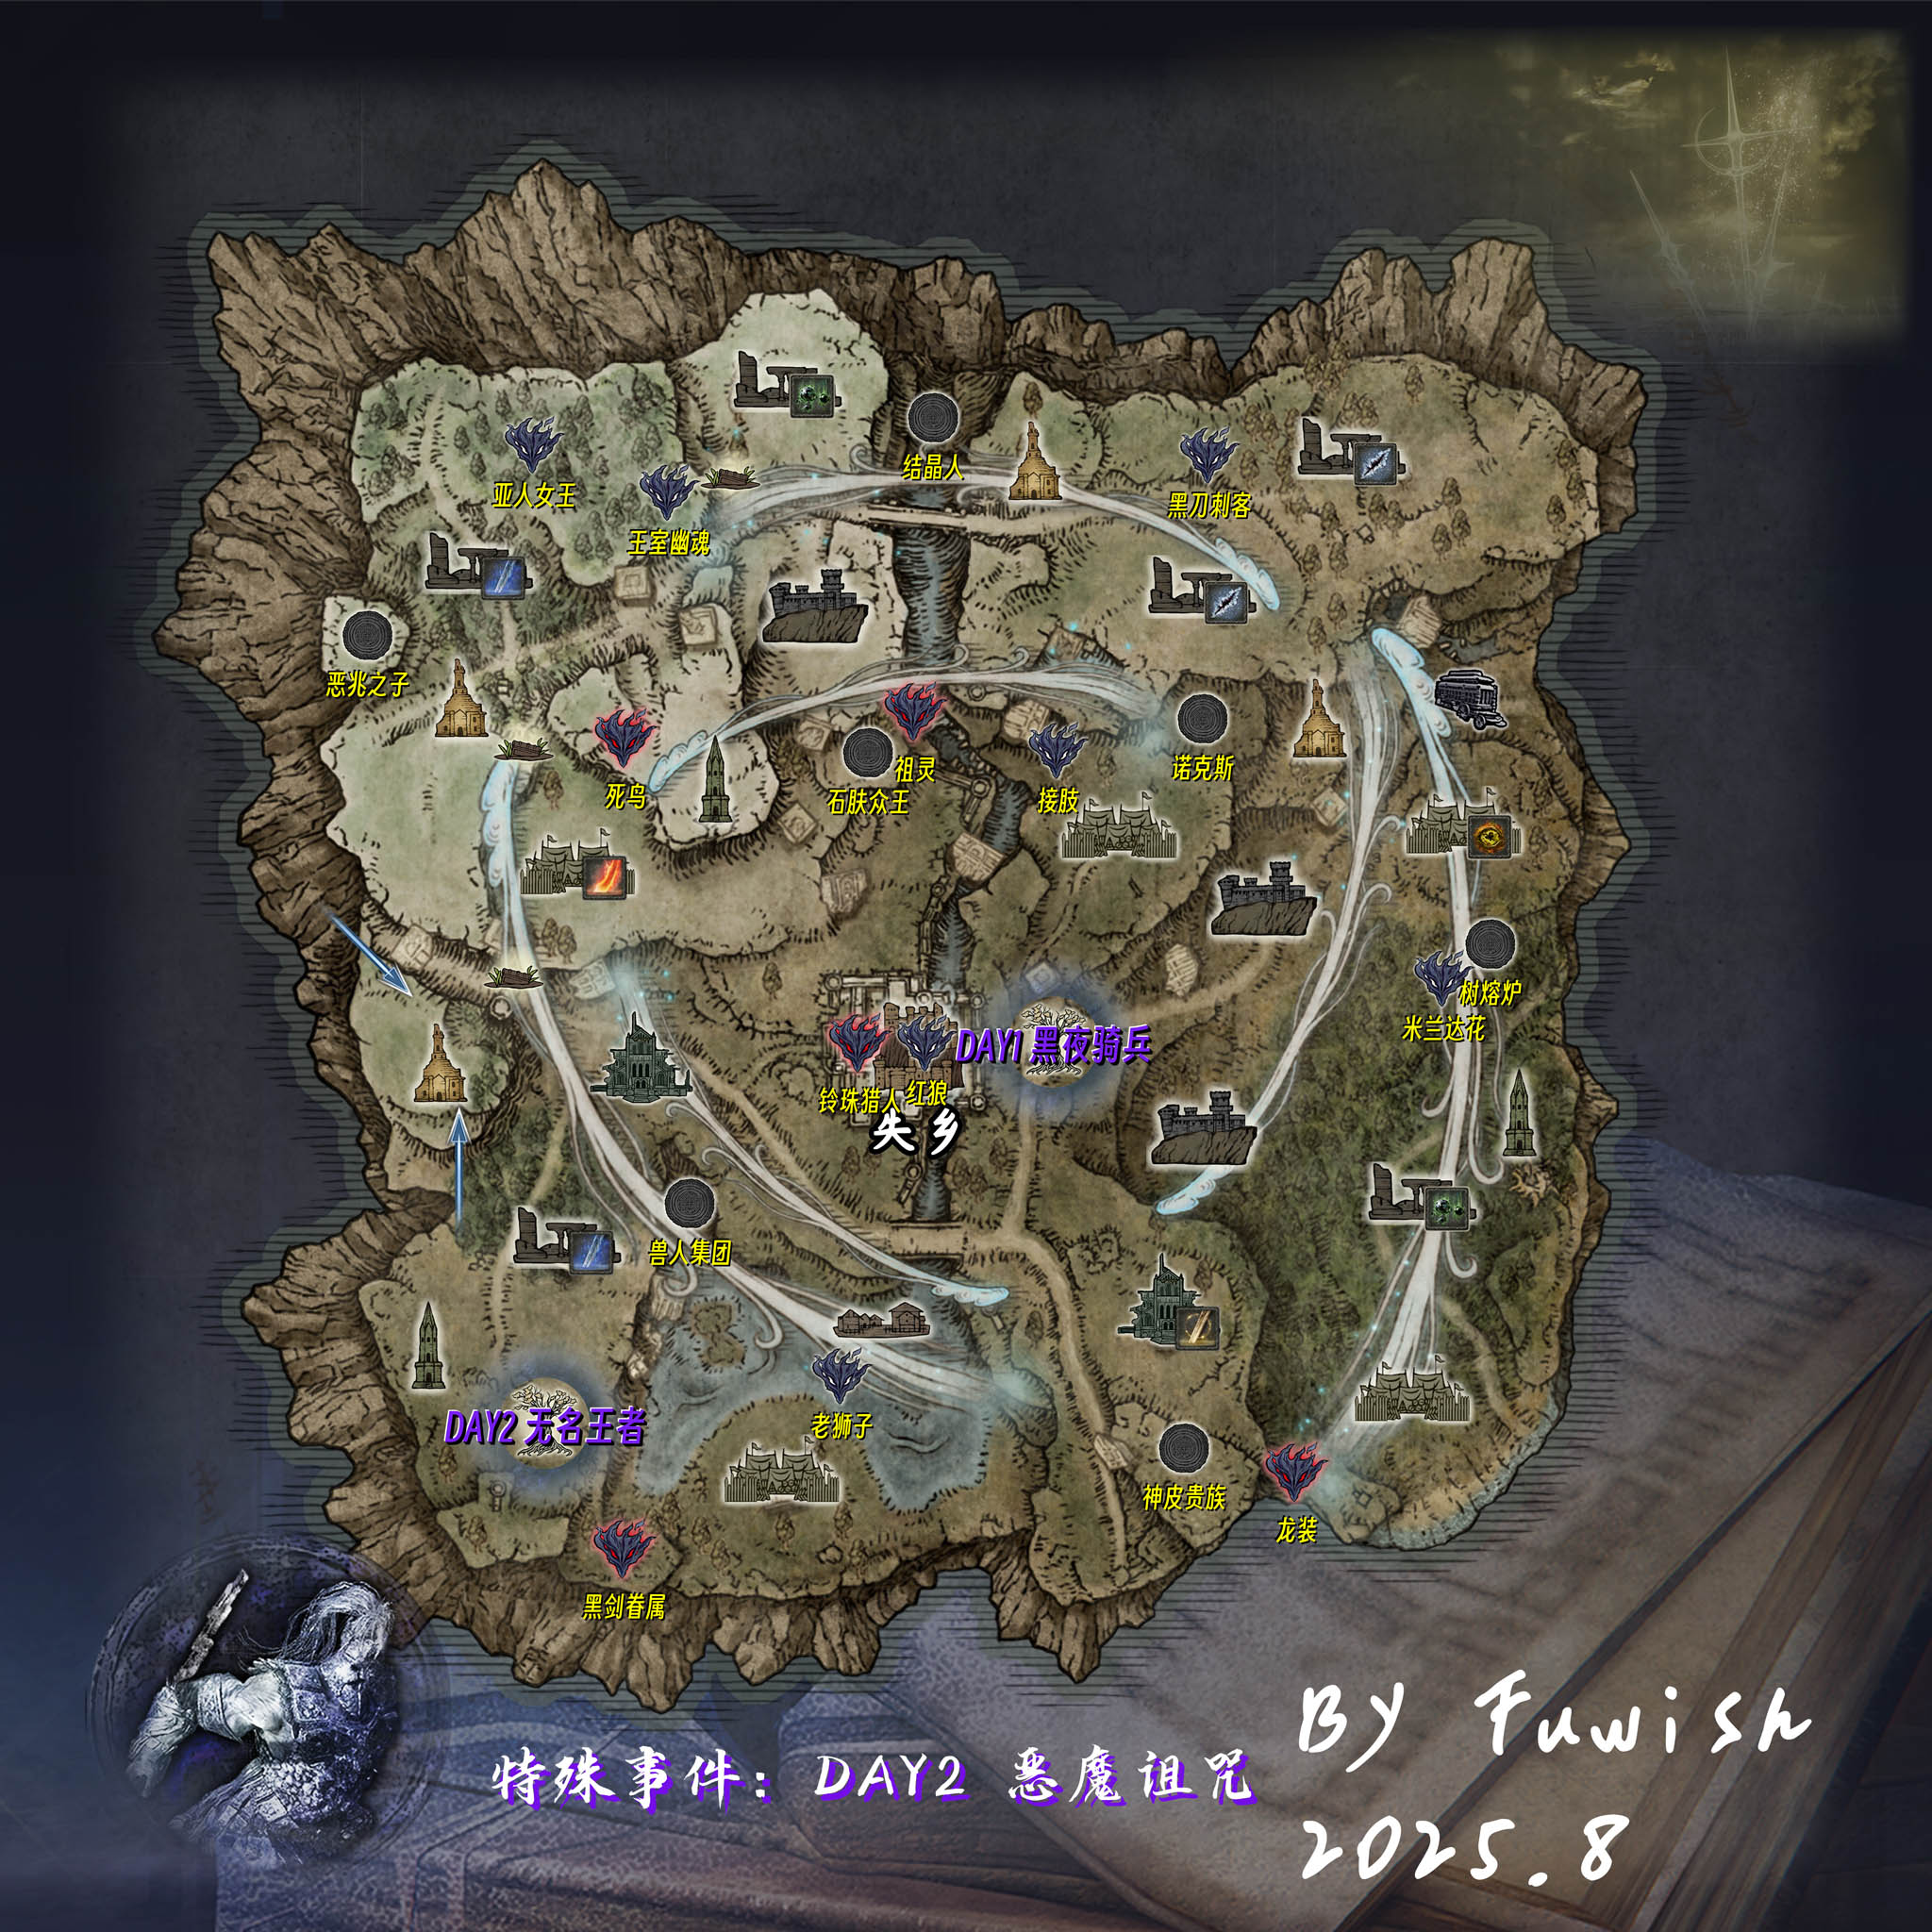 结晶人
亚人女王
黑刀刺客
王室幽魂
恶兆之子
祖灵
诺克斯
死鸟
石肤众王
接肢
树熔炉
米兰达花
DAY1 黑夜骑兵
铃珠猎人
红狼
失乡
兽人集团
DAY2 无名王者
老狮子
神皮贵族
龙装
黑剑眷属
特殊事件：DAY2 恶魔诅咒
BY Fuwish
2025.8